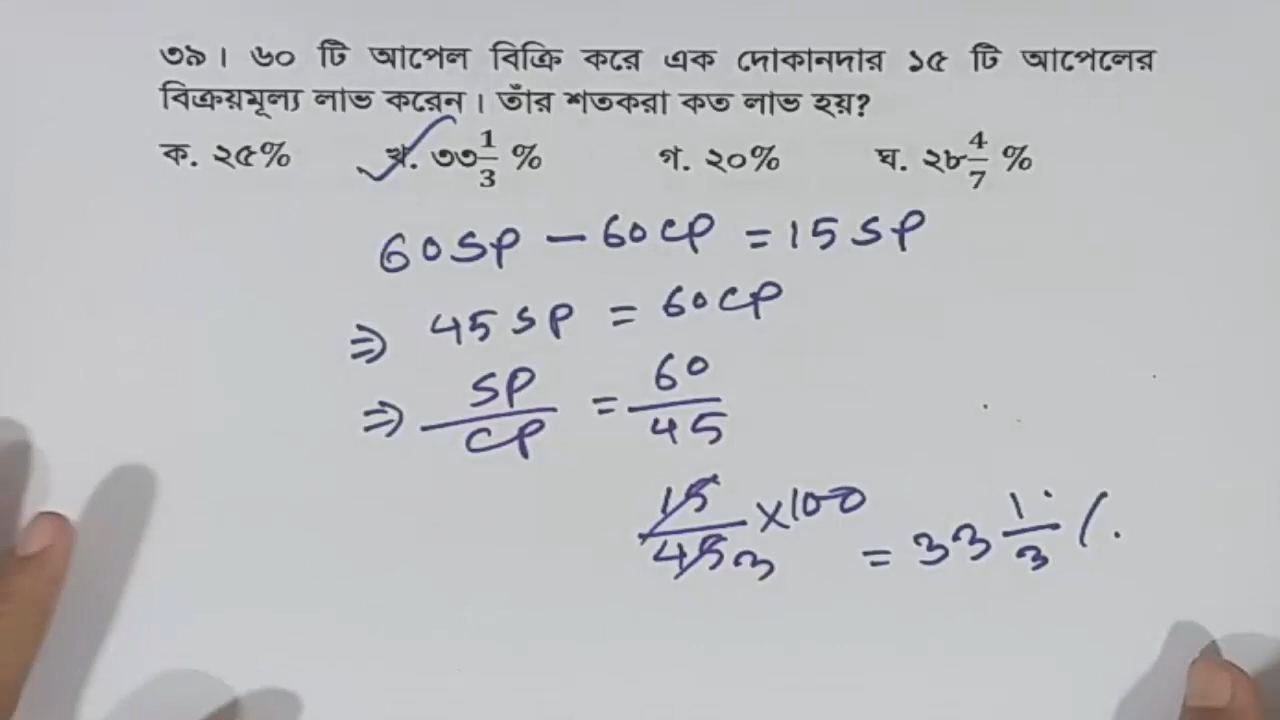 ৩৯। ৬০ টি আপেল বিক্রি করে এক দোকানদার ১৫ টি আপেলের
বিক্রয়মূল্য লাভ করেন। তাঁর শতকরা কত লাভ হয়?
ক. ২৫% খ. ৩৩1/3 % গ. ২০% ঘ. ২৮4/7 %
60SP - 60CP = 15SP
⇒ 45SP = 60CP
⇒ SP/CP = 60/45
15/45 3 ×100 = 33 1/3 %